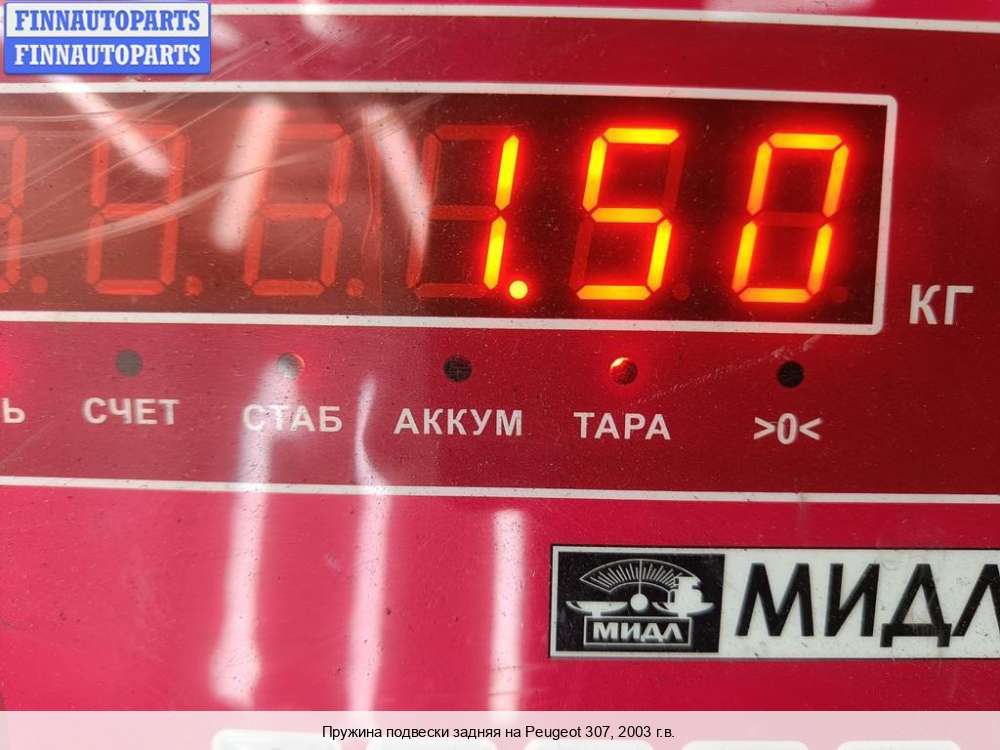 FINNAUTOPARTS
FINNAUTOPARTS
1.50
КГ
Ь СЧЕТ СТАБ АККУМ ТАРА >0<
МИДЛ МИДЛ
Пружина подвески задняя на Peugeot 307, 2003 г.в.